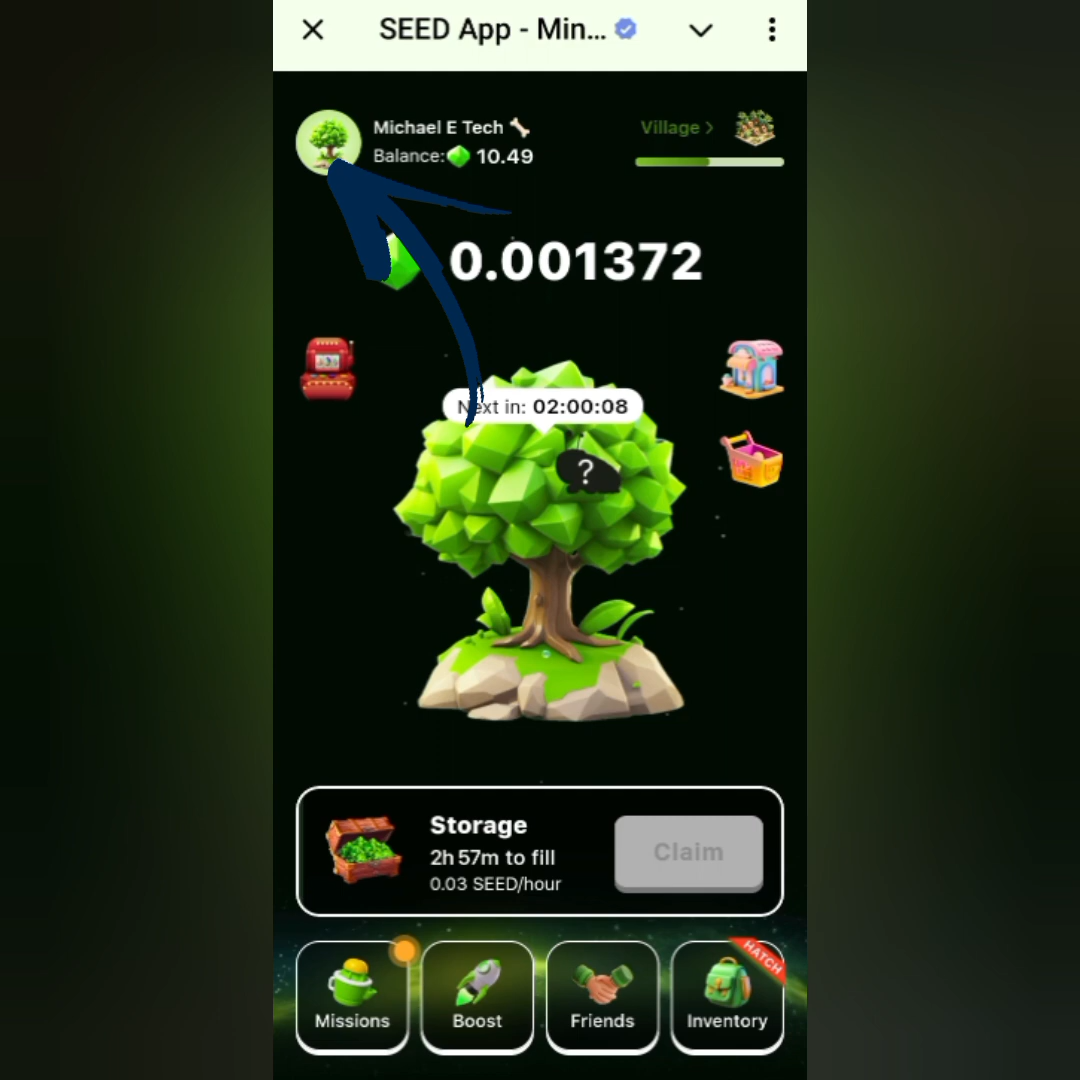 SEED App - Min...
Michael E Tech
Balance: 10.49
Village >
0.001372
Next in: 02:00:08
?
Storage
2h 57m to fill
0.03 SEED/hour
Claim
HATCH
Missions
Boost
Friends
Inventory